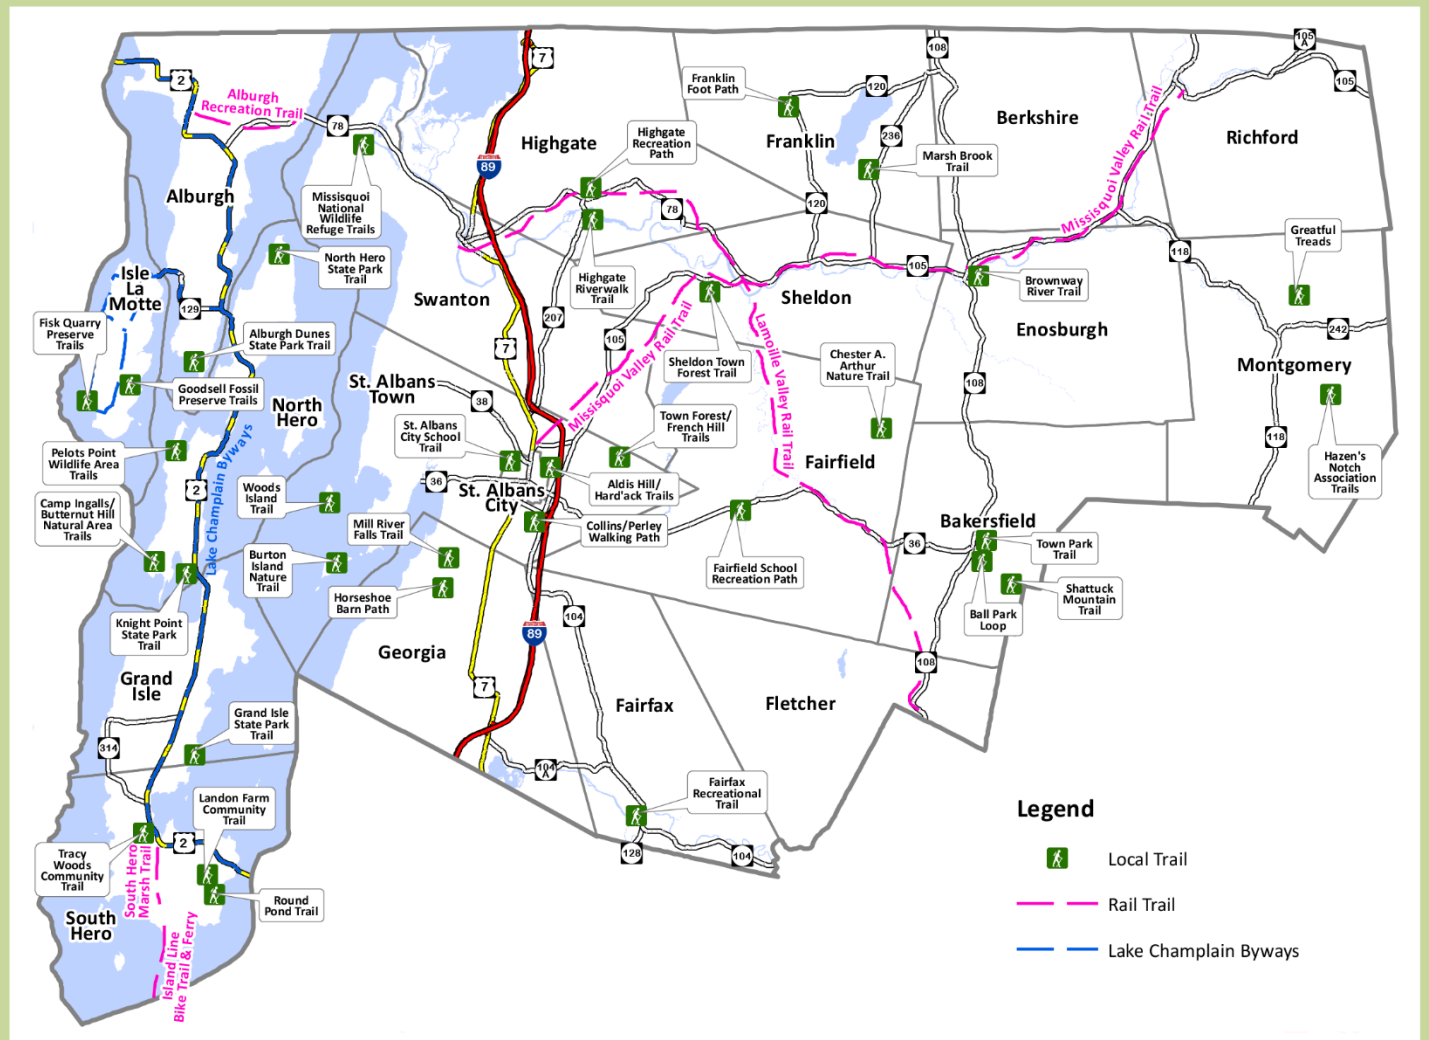 105
A
7
108
2
105
Franklin
Foot Path
120
Alburgh
Recreation Trail
Berkshire
78
236
Highgate
Highgate
Recreation
Path
Franklin
Richford
Marsh Brook
Trail
89
Missisquoi Valley Rail Trail
Alburgh
Missisquoi
National
Wildlife
Refuge Trails
78
120
Greatful
Treads
118
North Hero
State Park
Trail
105
Isle
La
Motte
Highgate
Riverwalk
Trail
Brownway
River Trail
Swanton
Sheldon
129
Fisk Quarry
Preserve
Trails
207
Enosburgh
242
105
Alburgh Dunes
State Park Trail
7
Missisquoi Valley Rail Trail
Lamoille Valley Rail Trail
Sheldon Town
Forest Trail
Chester A.
Arthur
Nature Trail
Montgomery
St. Albans
Town
108
Goodsell Fossil
Preserve Trails
38
North
Hero
Town Forest/
French Hill
Trails
St. Albans
City School
Trail
118
Pelots Point
Wildlife Area
Trails
Lake Champlain Byways
Fairfield
Hazen's
Notch
Association
Trails
36
2
Woods
Island
Trail
St. Albans
City
Aldis Hill/
Hard'ack Trails
Camp Ingalls/
Butternut Hill
Natural Area
Trails
Mill River
Falls Trail
Collins/Perley
Walking Path
Bakersfield
36
Town Park
Trail
Burton
Island
Nature
Trail
Fairfield School
Recreation Path
Horseshoe
Barn Path
Shattuck
Mountain
Trail
Ball Park
Loop
Knight Point
State Park
Trail
104
89
Georgia
108
Grand
Isle
7
Fairfax
Fletcher
Grand Isle
State Park
Trail
314
104
A
Landon Farm
Community
Trail
Fairfax
Recreational
Trail
Legend
2
128
104
Local Trail
Tracy
Woods
Community
Trail
South Hero
Marsh Trail
Round
Pond Trail
Rail Trail
South
Hero
Island Line
Bike Trail & Ferry
Lake Champlain Byways